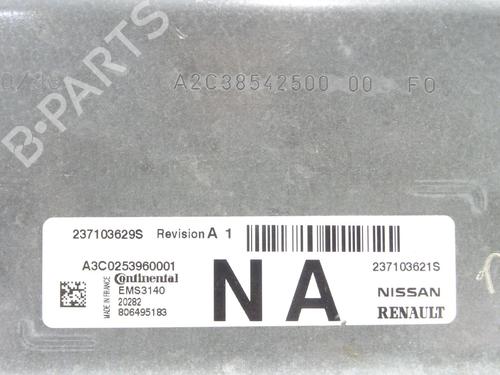 B-PARTS
A2C38542500 00 F0
237103629S Revision A 1
A3C0253960001
Continental
EMS3140
20282
806495183
MADE IN FRANCE
NA
237103621S
NISSAN
RENAULT